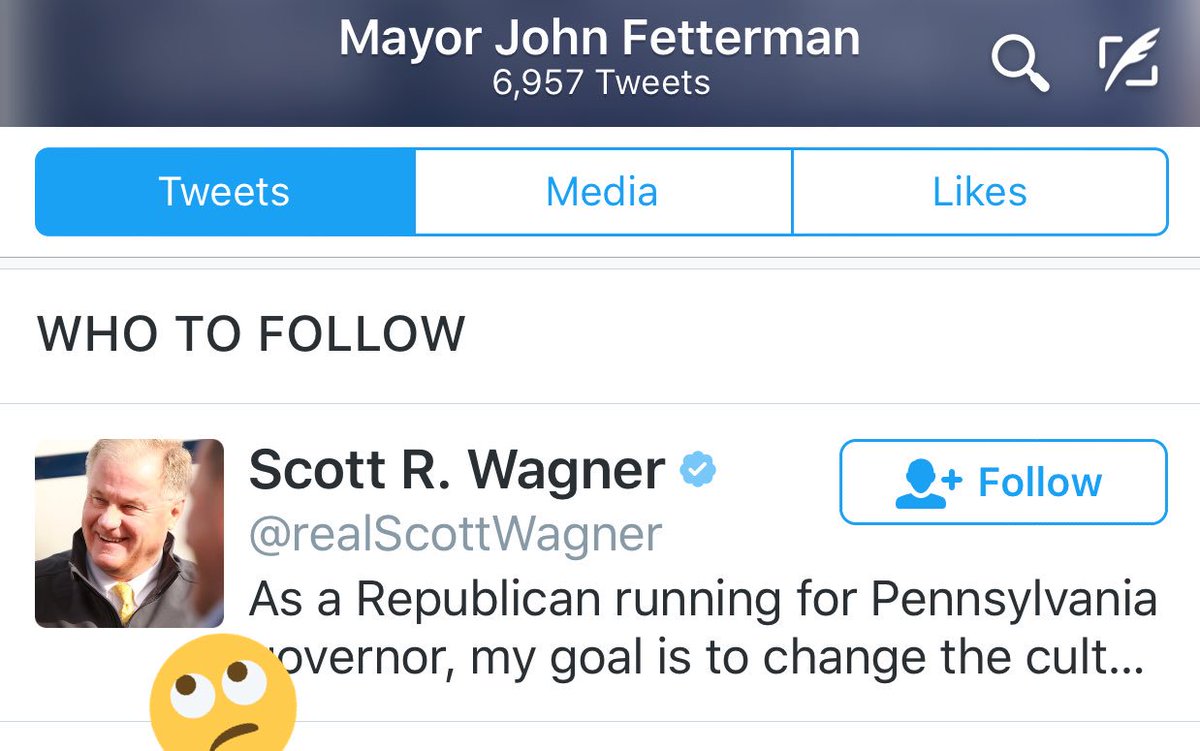 Mayor John Fetterman
6,957 Tweets
Tweets
Media
Likes
WHO TO FOLLOW
Scott R. Wagner
Follow
@realScottWagner
As a Republican running for Pennsylvania
overnor, my goal is to change the cult...